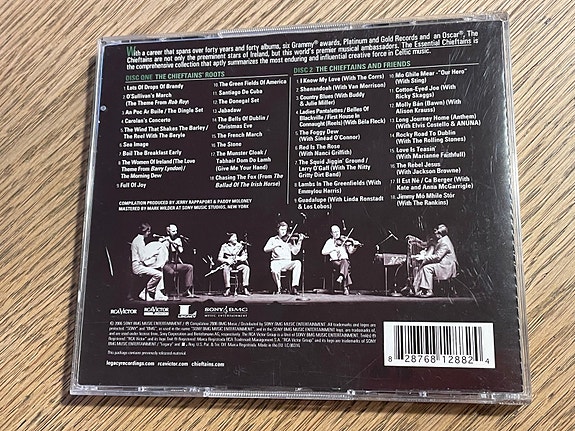 With a career that spans over forty years and forty albums, six Grammy® awards, Platinum and Gold Records and an Oscar®, The
Chieftains are not only the preeminent stars of Ireland, but this world's premier musical ambassadors. The Essential Chieftains is
the comprehensive collection that aptly summarizes the most enduring and influential creative force in Celtic music.
DISC ONE THE CHIEFTAINS' ROOTS
1 Lots Of Drops Of Brandy
2 O'Sullivan's March
(The Theme From Rob Roy)
3 An Poc Ar Buile / The Dingle Set
4 Carolan's Concerto
5 The Wind That Shakes The Barley /
The Reel With The Beryle
6 Sea Image
7 Boil The Breakfast Early
8 The Women Of Ireland (The Love
Theme From Barry Lyndon) /
The Morning Dew
9 Full Of Joy
10 The Green Fields Of America
11 Santiago De Cuba
12 The Donegal Set
13 Jabadaw
14 The Bells Of Dublin /
Christmas Eve
15 The French March
16 The Stone
17 The Munster Cloak /
Tabhair Dom Do Lamh
(Give Me Your Hand)
18 Chasing The Fox (From The
Ballad Of The Irish Horse)
DISC 2 THE CHIEFTAINS AND FRIENDS
1 I Know My Love (With The Corrs)
2 Shenandoah (With Van Morrison)
3 Country Blues (With Buddy
& Julie Miller)
4 Ladies Pantalettes / Belles Of
Blackville / First House In
Connaught (Reels) (With Béla Fleck)
5 The Foggy Dew
(With Sinéad O'Connor)
6 Red Is The Rose
(With Nanci Griffith)
7 The Squid Jiggin' Ground /
Larry O'Gaff (With The Nitty
Gritty Dirt Band)
8 Lambs In The Greenfields (With
Emmylou Harris)
9 Guadalupe (With Linda Ronstadt
& Los Lobos)
10 Mo Ghile Mear - "Our Hero"
(With Sting)
11 Cotton-Eyed Joe (With
Ricky Skaggs)
12 Molly Bán (Bawn) (With
Alison Krauss)
13 Long Journey Home (Anthem)
(With Elvis Costello & ANÚNA)
14 Rocky Road To Dublin
(With The Rolling Stones)
15 Love Is Teasin'
(With Marianne Faithfull)
16 The Rebel Jesus
(With Jackson Browne)
17 Il Est Né / Ca Berger (With
Kate and Anna McGarrigle)
18 Jimmy Mó Mhile Stór
(With The Rankins)
COMPILATION PRODUCED BY JERRY RAPPAPORT & PADDY MOLONEY
MASTERED BY MARK WILDER AT SONY MUSIC STUDIOS, NEW YORK
RCA VICTOR
RCA VICTOR
SONY BMG
MUSIC ENTERTAINMENT
This package contains previously released material.
legacyrecordings.com rcavictor.com chieftains.com
8 28768 12882 4